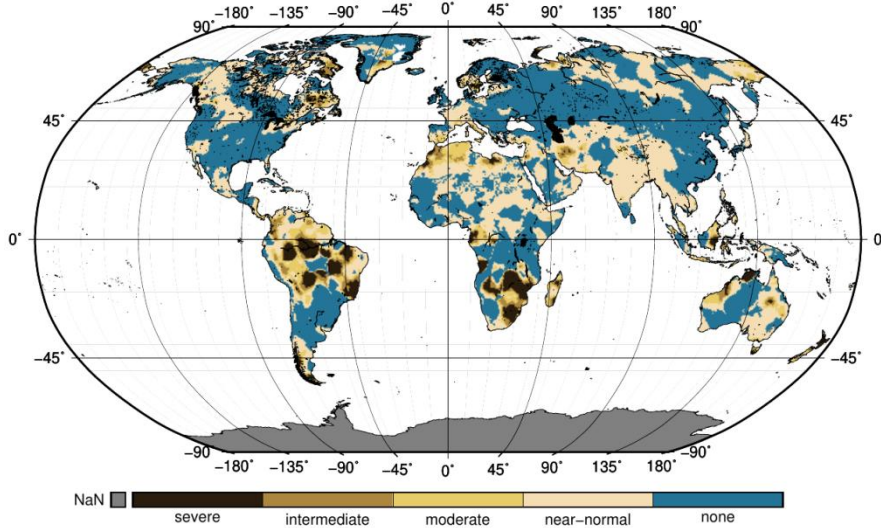 −180˚ −135˚ −90˚ −45˚ 0˚ 45˚ 90˚ 135˚ 180˚
90˚ 90˚
45˚ 45˚
0˚ 0˚
−45˚ −45˚
−90˚ −90˚
−180˚ −135˚ −90˚ −45˚ 0˚ 45˚ 90˚ 135˚ 180˚
NaN
severe intermediate moderate near−normal none